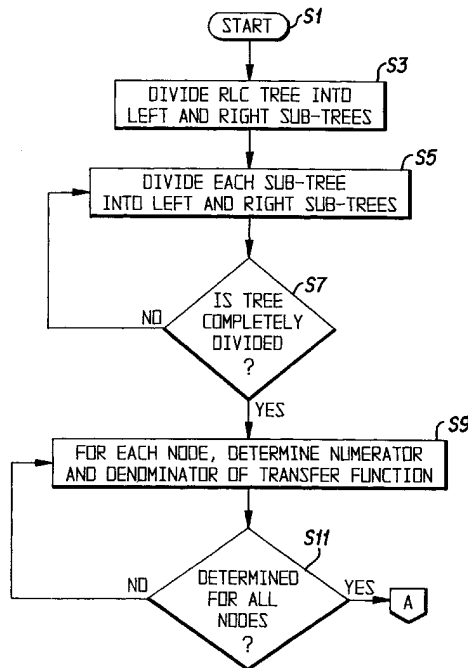 START
S1
S3
DIVIDE RLC TREE INTO
LEFT AND RIGHT SUB-TREES
S5
DIVIDE EACH SUB-TREE
INTO LEFT AND RIGHT SUB-TREES
S7
IS TREE
COMPLETELY
DIVIDED
?
NO
YES
S9
FOR EACH NODE, DETERMINE NUMERATOR
AND DENOMINATOR OF TRANSFER FUNCTION
S11
DETERMINED
FOR ALL
NODES
?
NO
YES
A